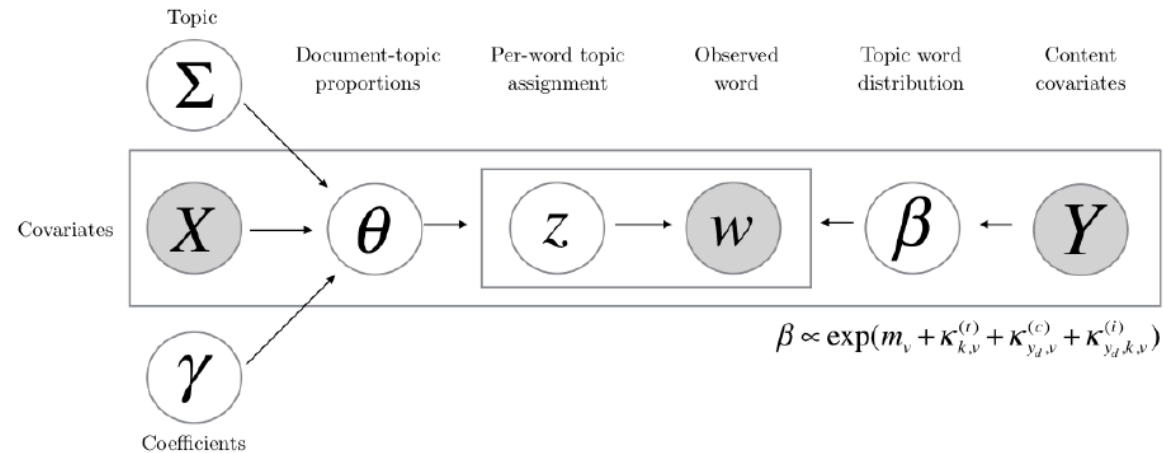 Topic
Σ
Document-topic
proportions
Per-word topic
assignment
Observed
word
Topic word
distribution
Content
covariates
Covariates
X
θ
z
w
β
Y
β ∝ exp(m_v + κ^{(t)}_{k,v} + κ^{(c)}_{y_d,v} + κ^{(i)}_{y_d,k,v})
γ
Coefficients